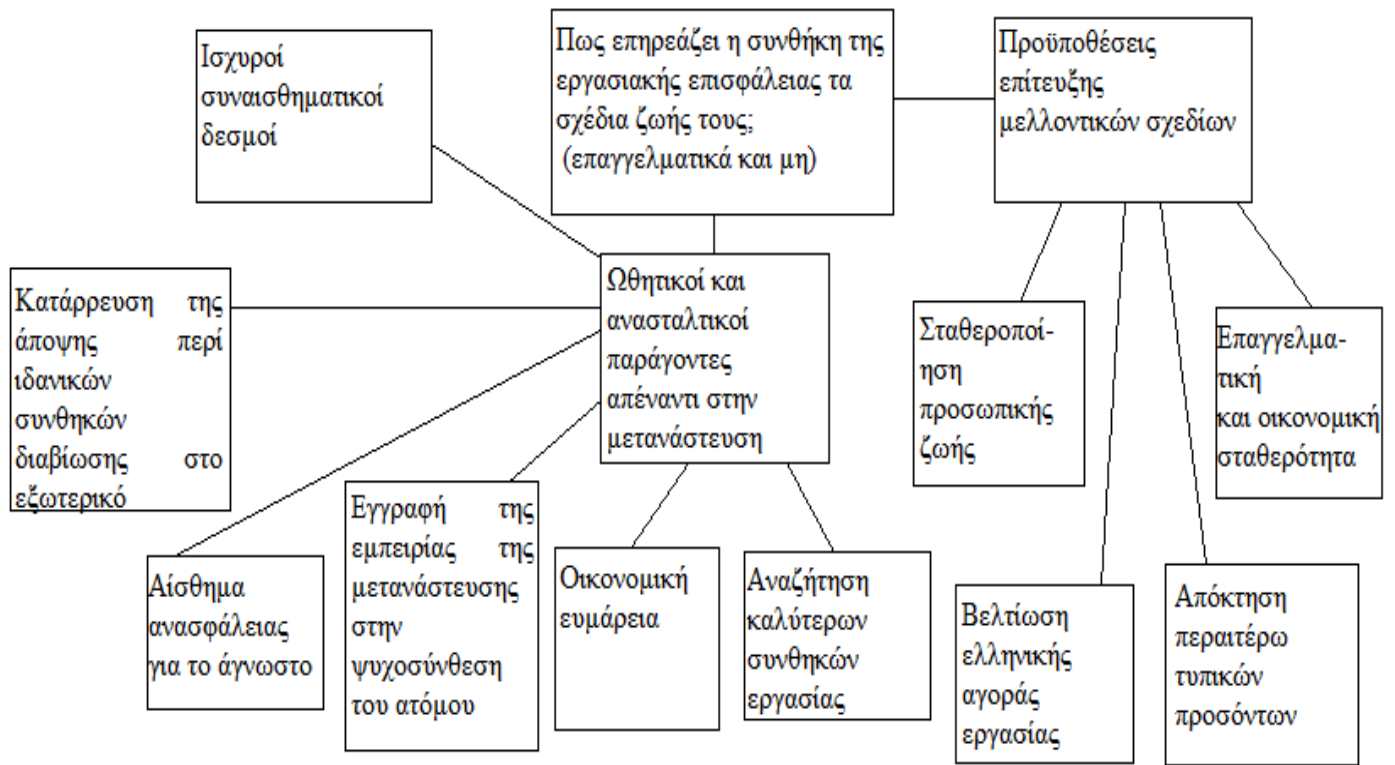 Ισχυροί
συναισθηματικοί
δεσμοί
Πως επηρεάζει η συνθήκη της
εργασιακής επισφάλειας τα
σχέδια ζωής τους;
(επαγγελματικά και μη)
Προϋποθέσεις
επίτευξης
μελλοντικών σχεδίων
Κατάρρευση της
άποψης περί
ιδανικών
συνθηκών
διαβίωσης στο
εξωτερικό
Ωθητικοί και
ανασταλτικοί
παράγοντες
απέναντι στην
μετανάστευση
Σταθεροποί-
ηση
προσωπικής
ζωής
Επαγγελμα-
τική
και οικονομική
σταθερότητα
Αίσθημα
ανασφάλειας
για το άγνωστο
Εγγραφή της
εμπειρίας της
μετανάστευσης
στην
ψυχοσύνθεση
του ατόμου
Οικονομική
ευμάρεια
Αναζήτηση
καλύτερων
συνθηκών
εργασίας
Βελτίωση
ελληνικής
αγοράς
εργασίας
Απόκτηση
περαιτέρω
τυπικών
προσόντων